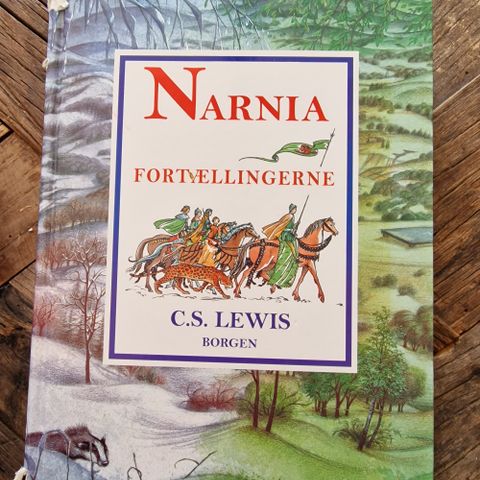 NARNIA
FORTÆLLINGERNE
C.S. LEWIS
BORGEN